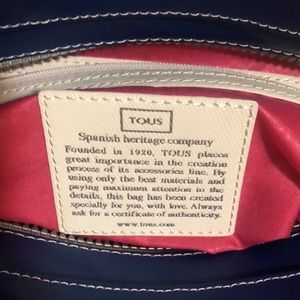 TOUS
Spanish heritage company
Founded in 1920, TOUS places
great importance in the creation
process of its accessories line. By
using only the best materials and
paying maximum attention to the
details, this bag has been created
specially for you, with love. Always
ask for a certificate of authenticity.
www.tous.com